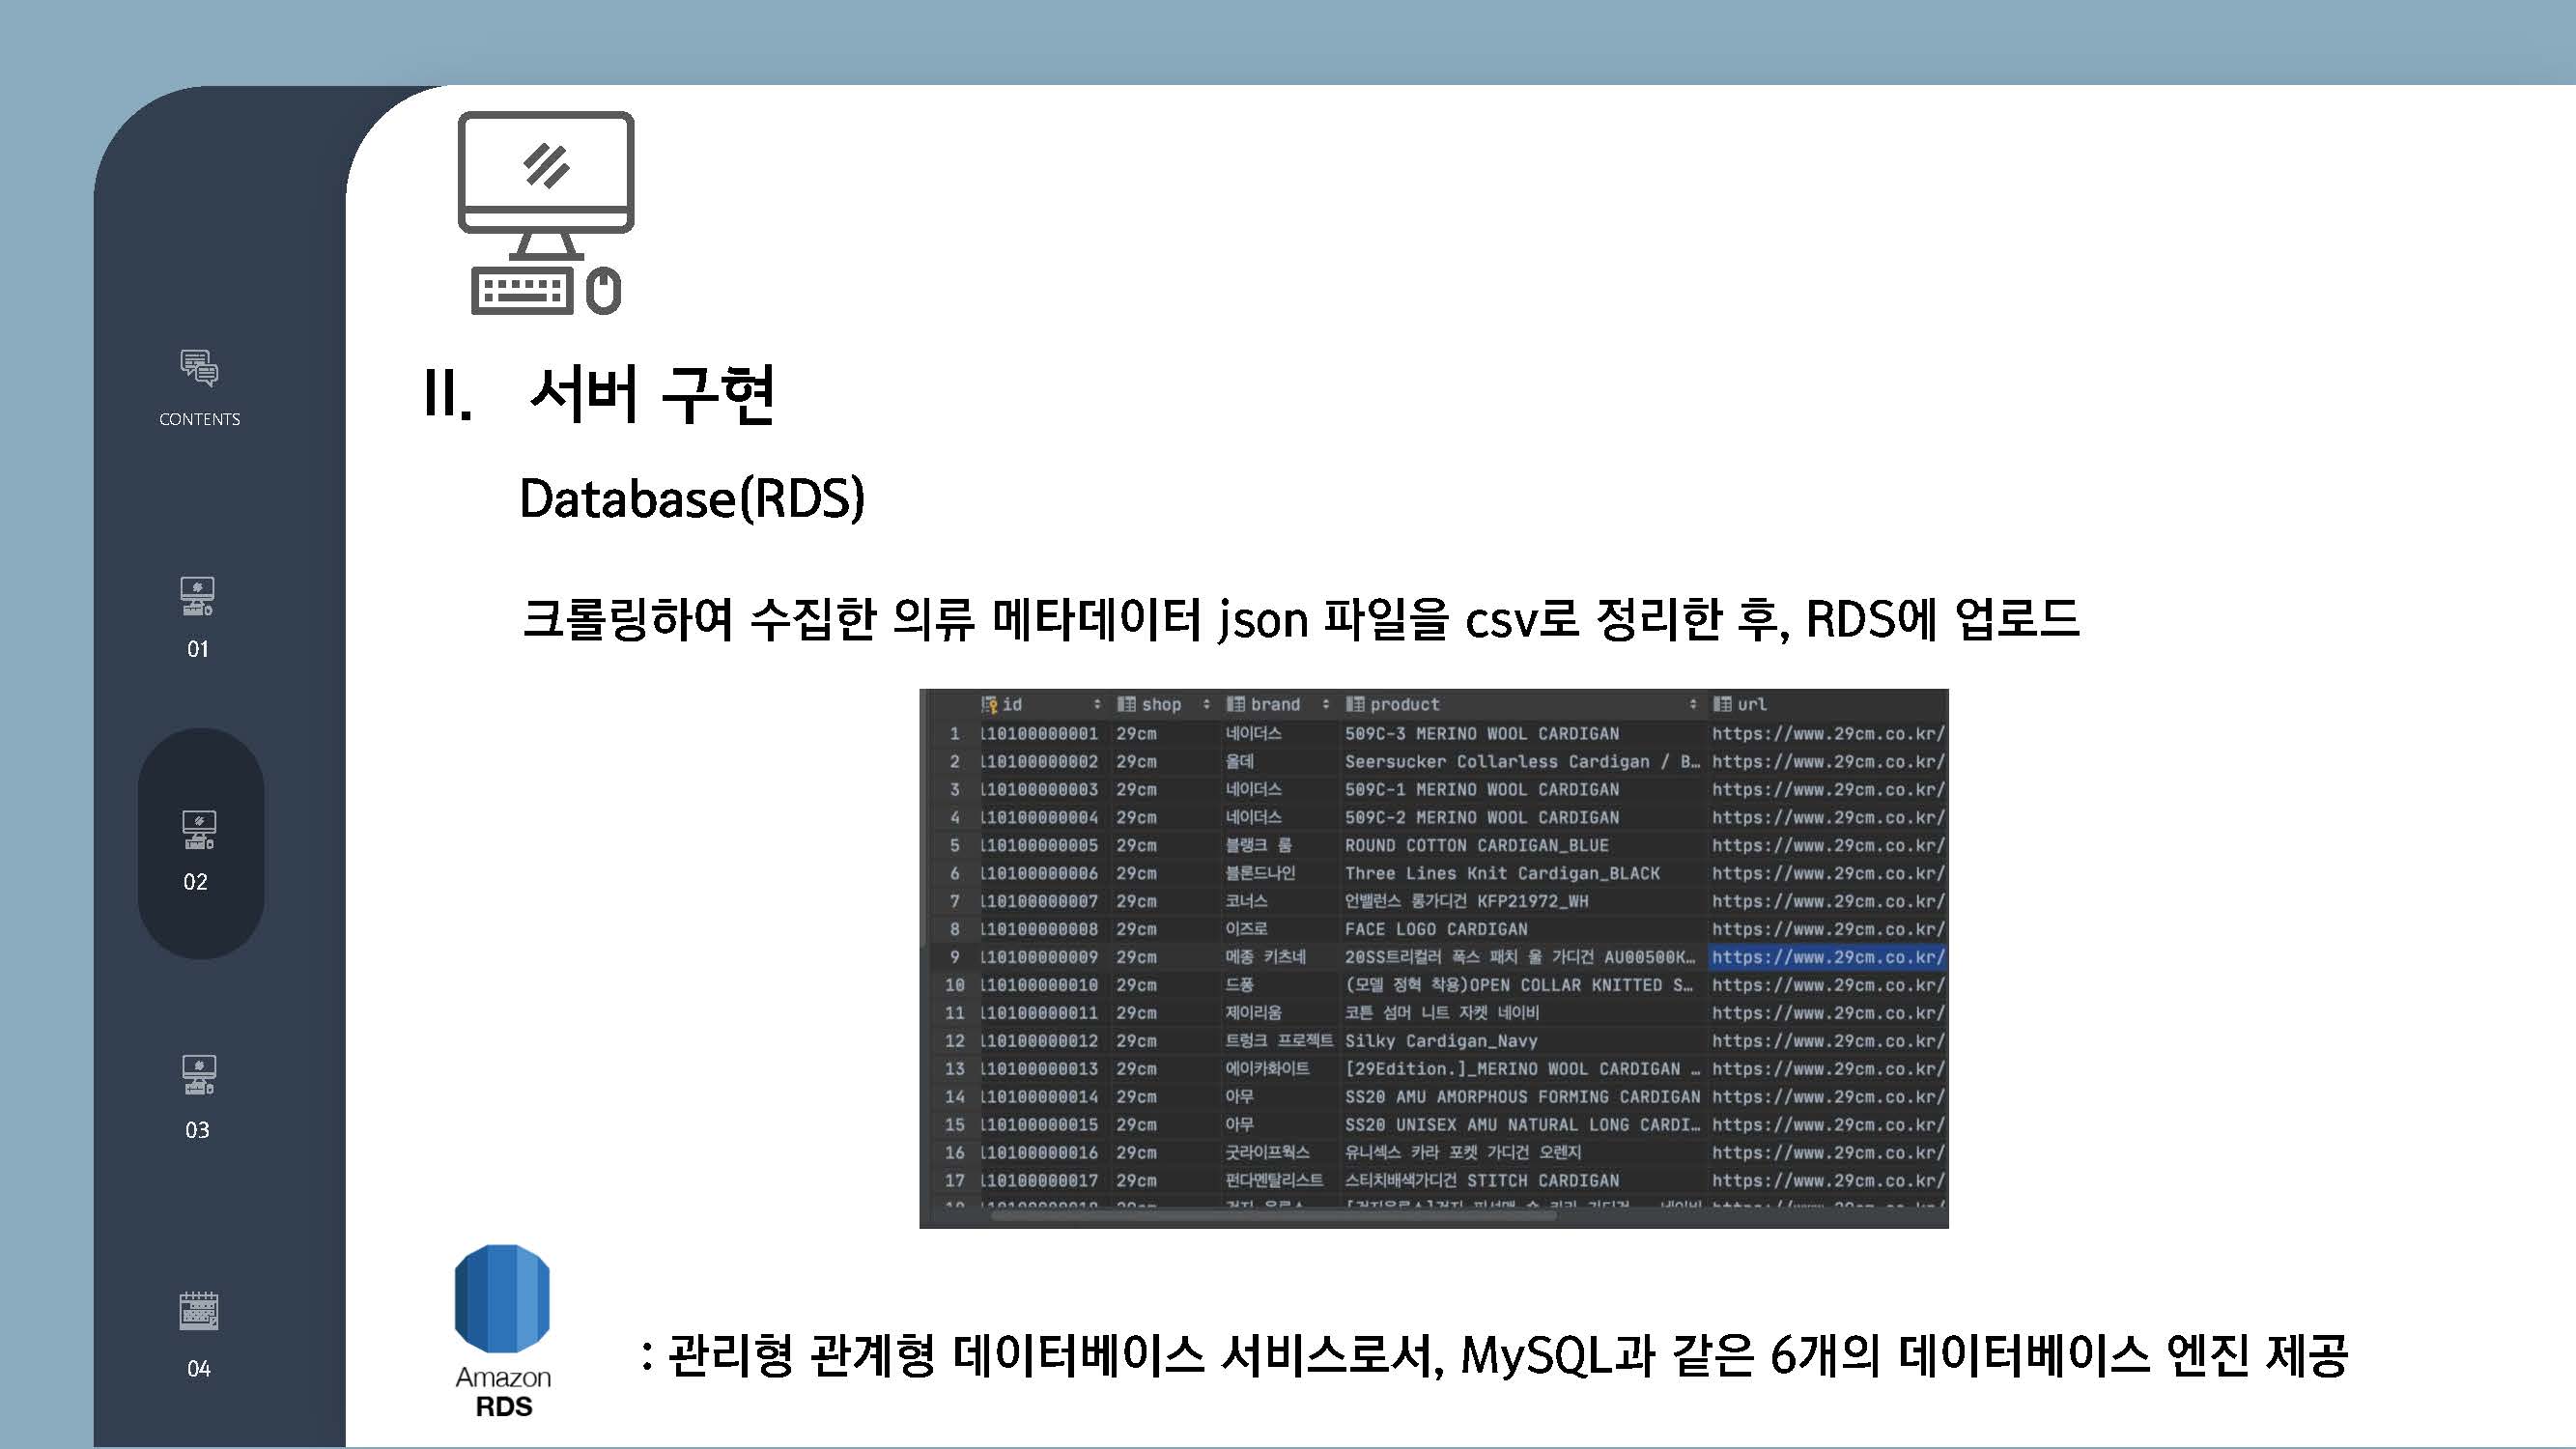 CONTENTS
01
02
03
04
II. 서버 구현
Database(RDS)
크롤링하여 수집한 의류 메타데이터 json 파일을 csv로 정리한 후, RDS에 업로드
id shop brand product url
1 110100000001 29cm 네이더스 509C-3 MERINO WOOL CARDIGAN https://www.29cm.co.kr/
2 110100000002 29cm 올데 Seersucker Collarless Cardigan / B… https://www.29cm.co.kr/
3 110100000003 29cm 네이더스 509C-1 MERINO WOOL CARDIGAN https://www.29cm.co.kr/
4 110100000004 29cm 네이더스 509C-2 MERINO WOOL CARDIGAN https://www.29cm.co.kr/
5 110100000005 29cm 블랭크 룸 ROUND COTTON CARDIGAN_BLUE https://www.29cm.co.kr/
6 110100000006 29cm 블론드나인 Three Lines Knit Cardigan_BLACK https://www.29cm.co.kr/
7 110100000007 29cm 코너스 언밸런스 롱가디건 KFP21972_WH https://www.29cm.co.kr/
8 110100000008 29cm 이즈로 FACE LOGO CARDIGAN https://www.29cm.co.kr/
9 110100000009 29cm 메종 키츠네 20SS트리컬러 폭스 패치 울 가디건 AU00500K… https://www.29cm.co.kr/
10 110100000010 29cm 드퐁 (모델 정혁 착용)OPEN COLLAR KNITTED S… https://www.29cm.co.kr/
11 110100000011 29cm 제이리움 코튼 섬머 니트 자켓 네이비 https://www.29cm.co.kr/
12 110100000012 29cm 트렁크 프로젝트 Silky Cardigan_Navy https://www.29cm.co.kr/
13 110100000013 29cm 에이카화이트 [29Edition.]_MERINO WOOL CARDIGAN … https://www.29cm.co.kr/
14 110100000014 29cm 아무 SS20 AMU AMORPHOUS FORMING CARDIGAN https://www.29cm.co.kr/
15 110100000015 29cm 아무 SS20 UNISEX AMU NATURAL LONG CARDI… https://www.29cm.co.kr/
16 110100000016 29cm 굿라이프웍스 유니섹스 카라 포켓 가디건 오렌지 https://www.29cm.co.kr/
17 110100000017 29cm 펀다멘탈리스트 스티치배색가디건 STITCH CARDIGAN https://www.29cm.co.kr/
Amazon
RDS
: 관리형 관계형 데이터베이스 서비스로서, MySQL과 같은 6개의 데이터베이스 엔진 제공